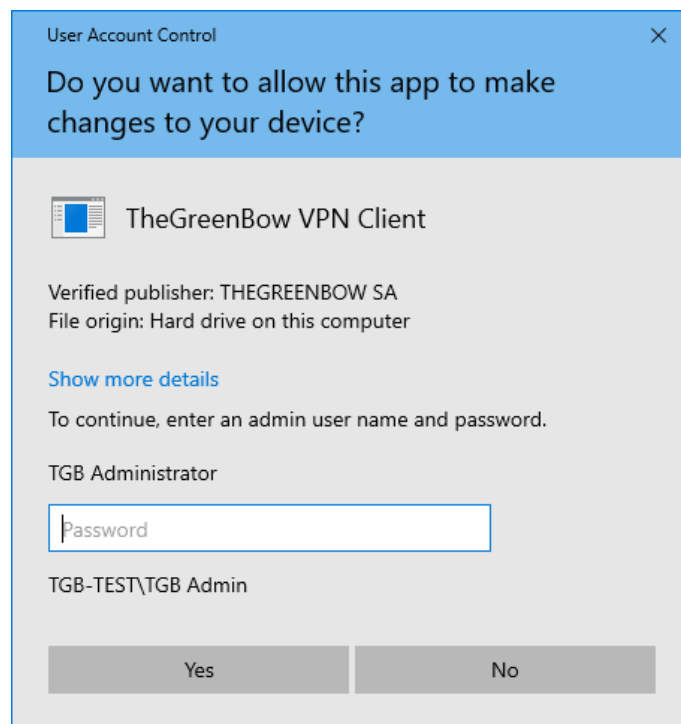 User Account Control
Do you want to allow this app to make
changes to your device?
TheGreenBow VPN Client
Verified publisher: THEGREENBOW SA
File origin: Hard drive on this computer
Show more details
To continue, enter an admin user name and password.
TGB Administrator
Password
TGB-TEST\TGB Admin
Yes
No